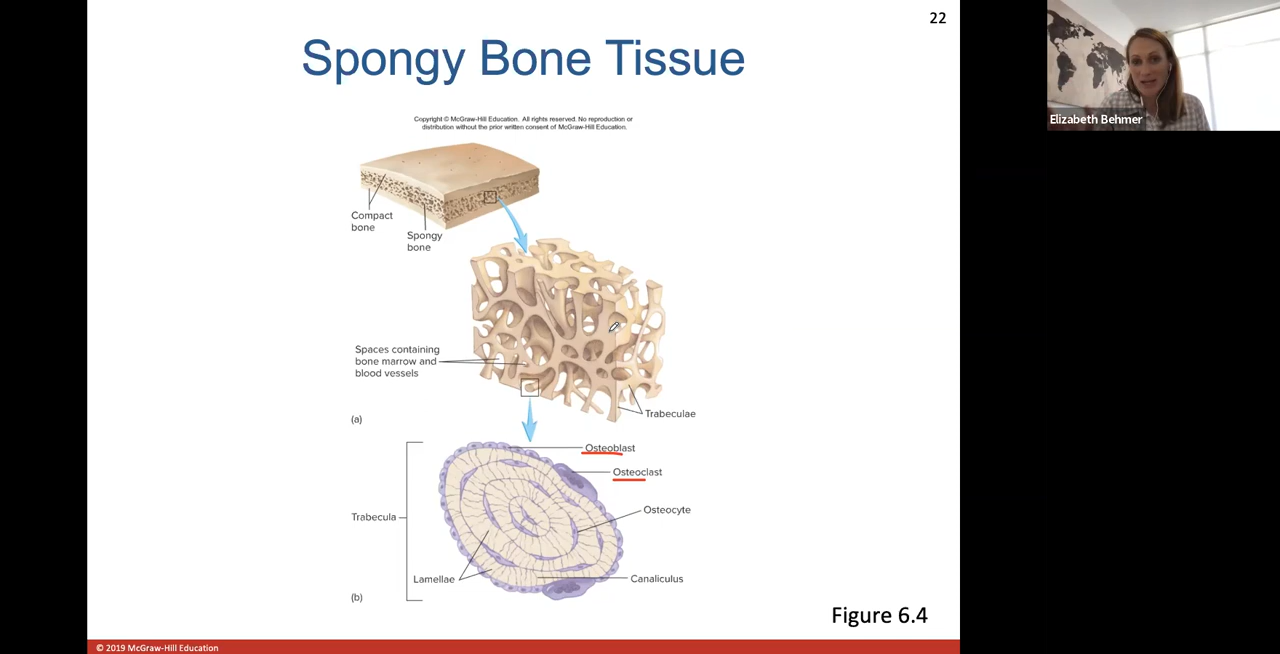 22
Spongy Bone Tissue
Elizabeth Behmer
Copyright © McGraw-Hill Education. All rights reserved. No reproduction or
distribution without the prior written consent of McGraw-Hill Education.
Compact
bone
Spongy
bone
Spaces containing
bone marrow and
blood vessels
Trabeculae
(a)
Osteoblast
Osteoclast
Osteocyte
Trabecula
Lamellae
Canaliculus
(b)
Figure 6.4
© 2019 McGraw-Hill Education